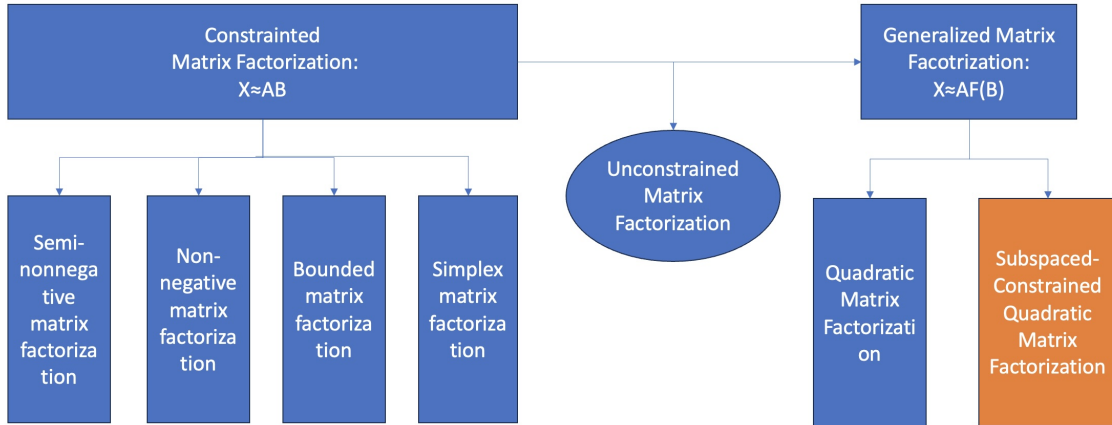 Constrainted
Matrix Factorization:
X≈AB
Generalized Matrix
Facotrization:
X≈AF(B)
Unconstrained
Matrix
Factorization
Semi-
nonnega
tive
matrix
factoriza
tion
Non-
negative
matrix
factoriza
tion
Bounded
matrix
factoriza
tion
Simplex
matrix
factoriza
tion
Quadratic
Matrix
Factorizati
on
Subspaced-
Constrained
Quadratic
Matrix
Factorization